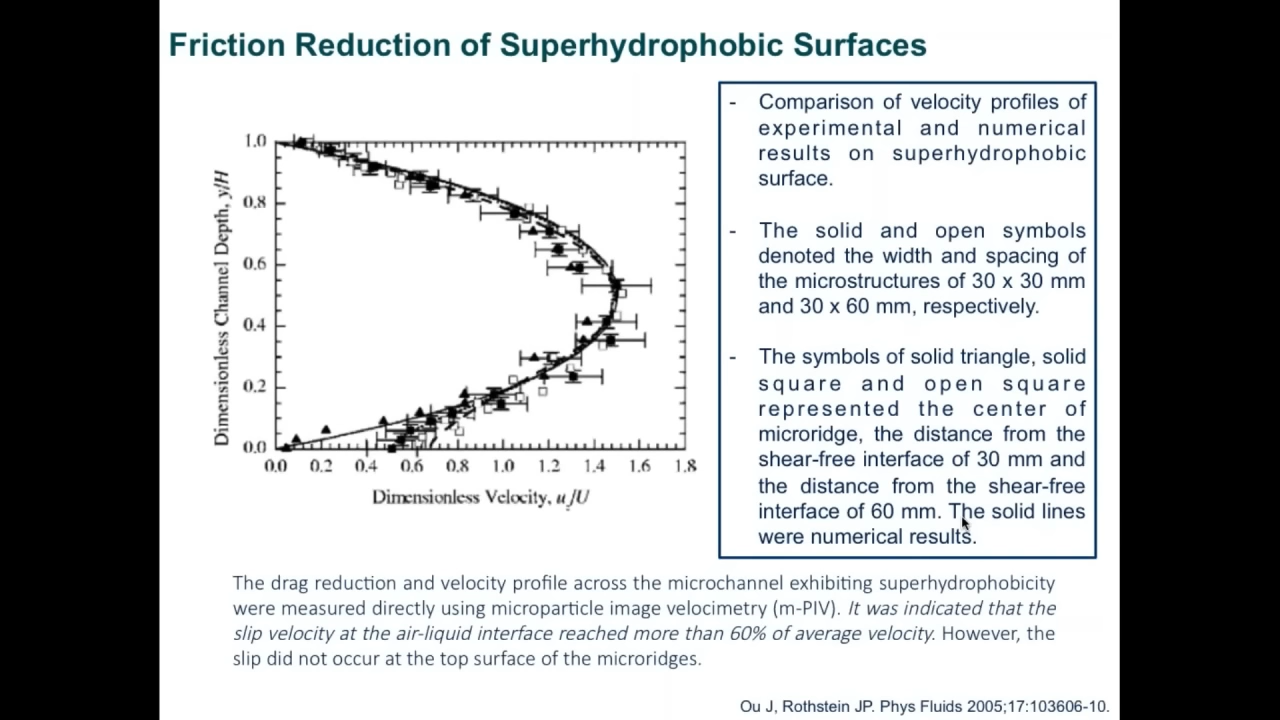 Friction Reduction of Superhydrophobic Surfaces
1.0
0.8
0.6
0.4
0.2
0.0
Dimensionless Channel Depth, y/H
0.0 0.2 0.4 0.6 0.8 1.0 1.2 1.4 1.6 1.8
Dimensionless Velocity, u/U
- Comparison of velocity profiles of
experimental and numerical
results on superhydrophobic
surface.
- The solid and open symbols
denoted the width and spacing of
the microstructures of 30 x 30 mm
and 30 x 60 mm, respectively.
- The symbols of solid triangle, solid
square and open square
represented the center of
microridge, the distance from the
shear-free interface of 30 mm and
the distance from the shear-free
interface of 60 mm. The solid lines
were numerical results.
The drag reduction and velocity profile across the microchannel exhibiting superhydrophobicity
were measured directly using microparticle image velocimetry (m-PIV). It was indicated that the
slip velocity at the air-liquid interface reached more than 60% of average velocity. However, the
slip did not occur at the top surface of the microridges.
Ou J, Rothstein JP. Phys Fluids 2005;17:103606-10.